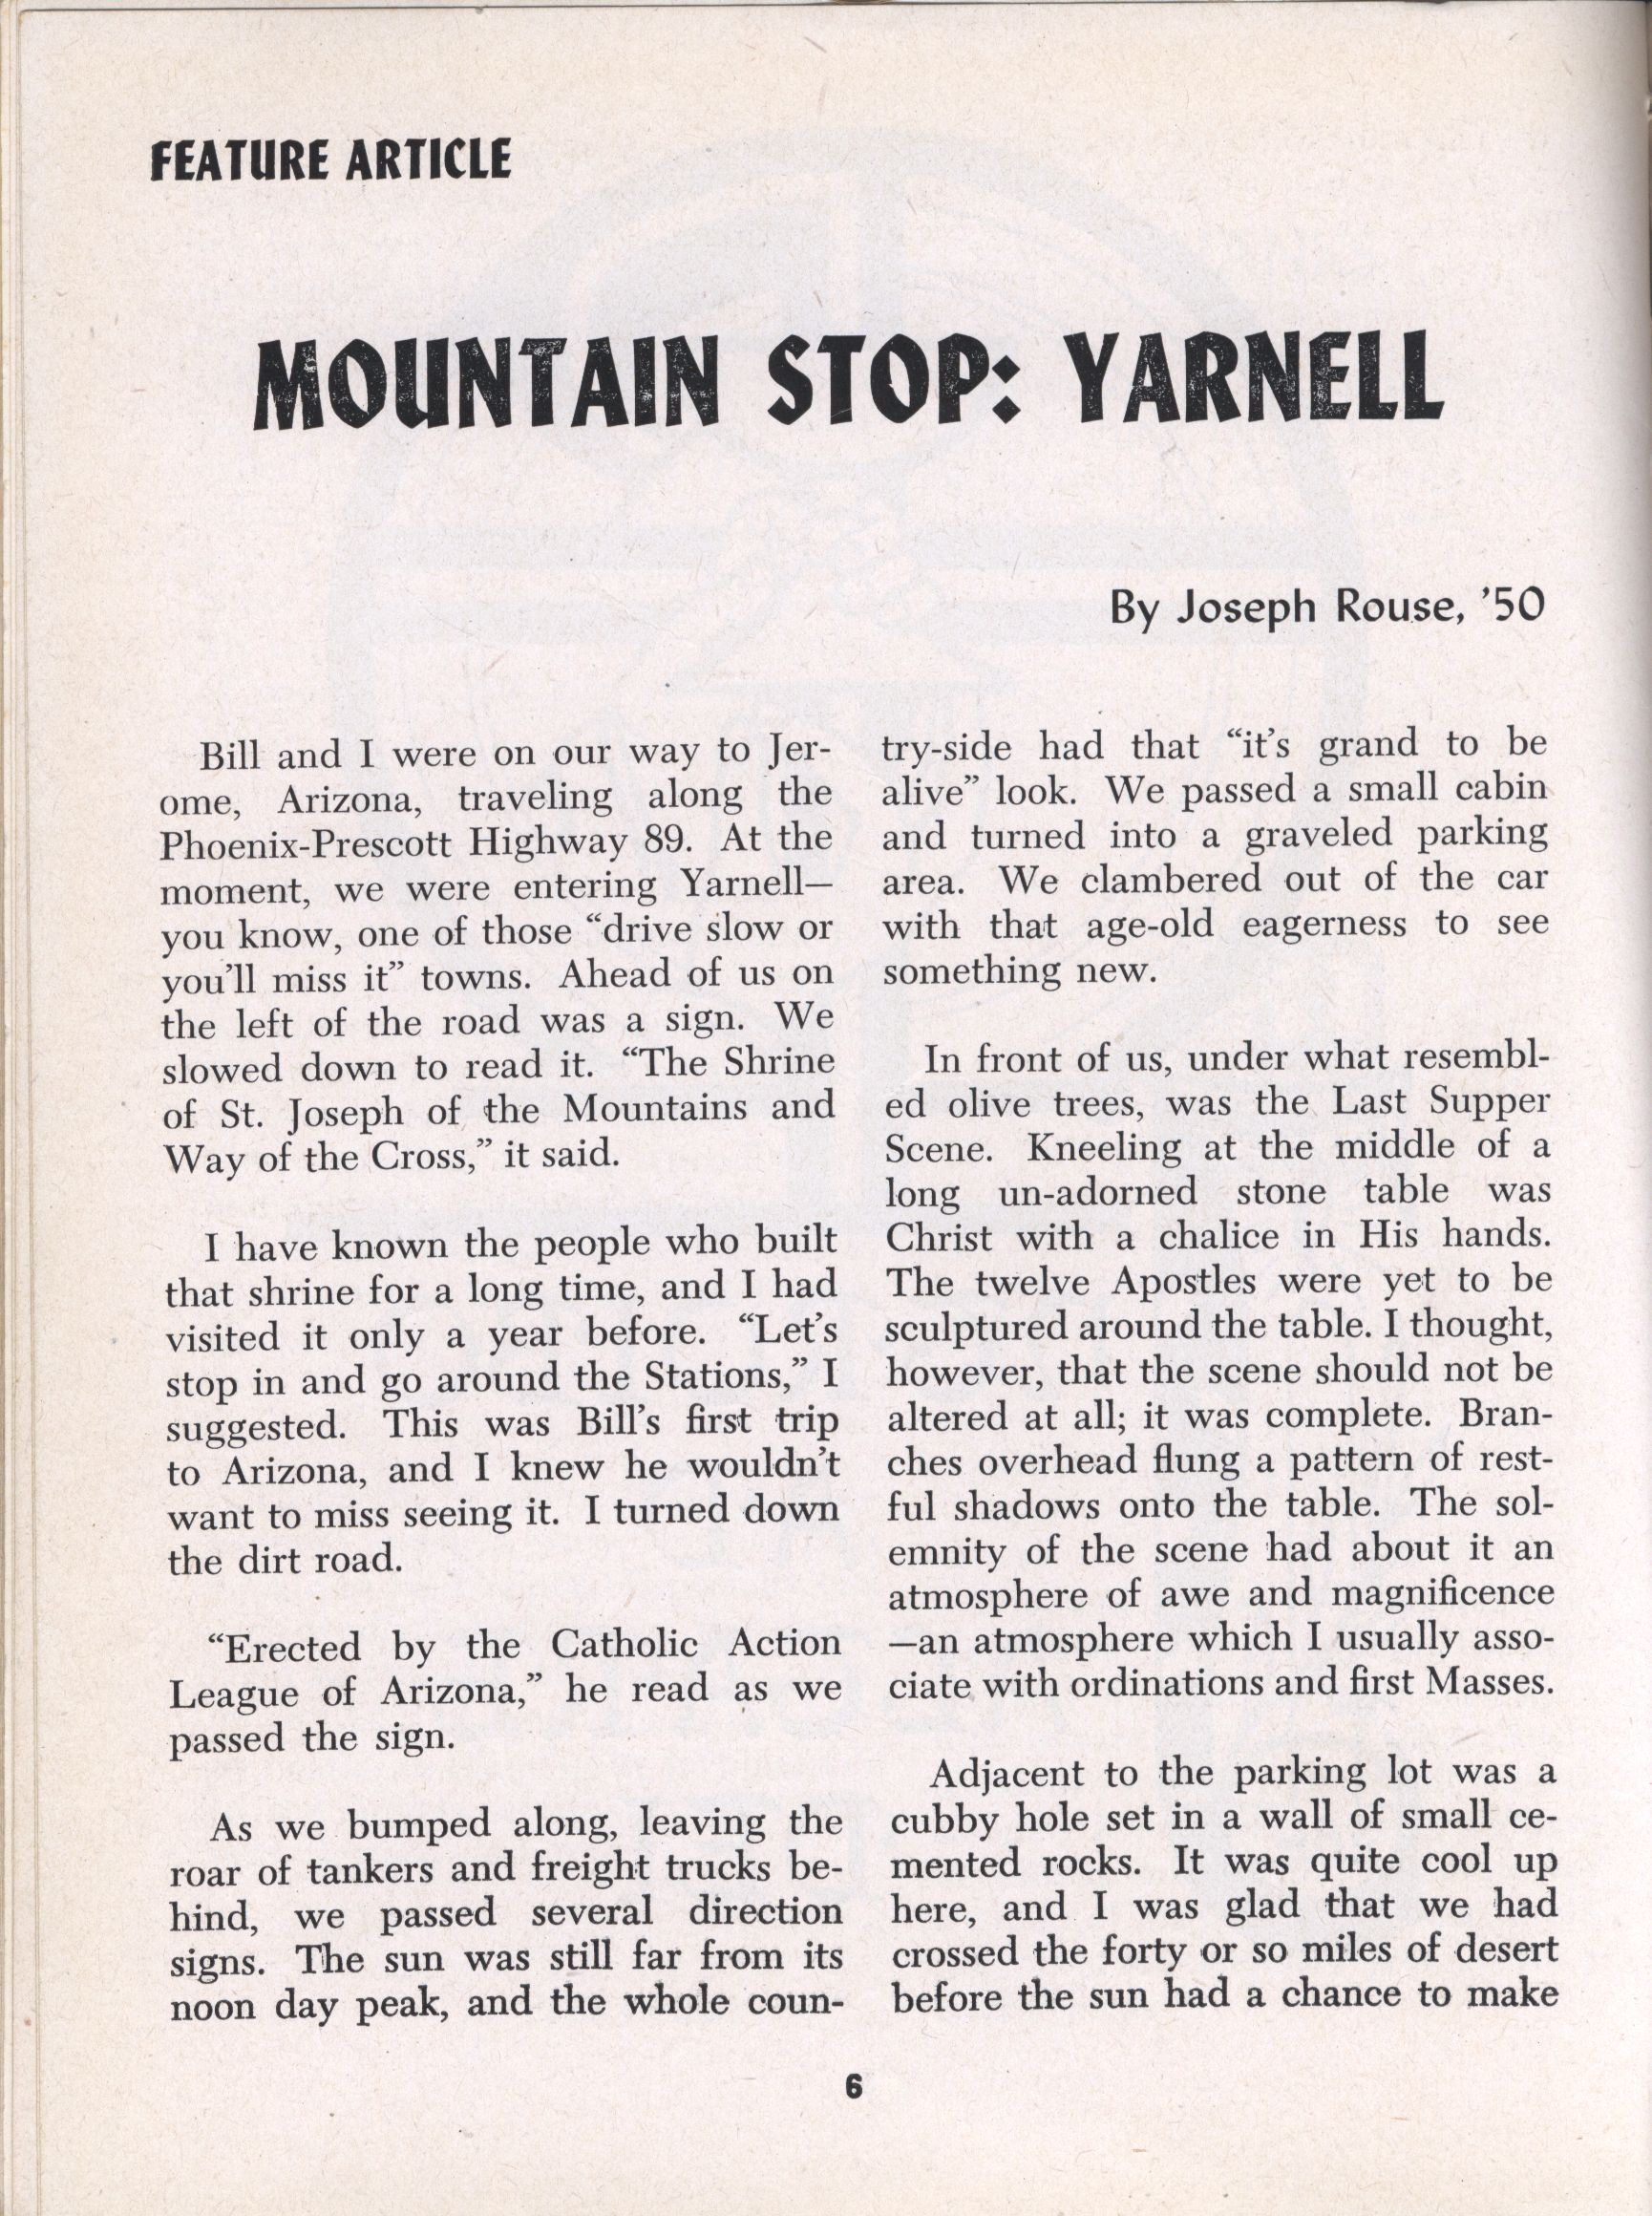 FEATURE ARTICLE
MOUNTAIN STOP: YARNELL
By Joseph Rouse, '50
Bill and I were on our way to Jer-
ome, Arizona, traveling along the
Phoenix-Prescott Highway 89. At the
moment, we were entering Yarnell—
you know, one of those “drive slow or
you'll miss it” towns. Ahead of us on
the left of the road was a sign. We
slowed down to read it. “The Shrine
of St. Joseph of the Mountains and
Way of the Cross,” it said.
I have known the people who built
that shrine for a long time, and I had
visited it only a year before. “Let's
stop in and go around the Stations,” I
suggested. This was Bill's first trip
to Arizona, and I knew he wouldn't
want to miss seeing it. I turned down
the dirt road.
“Erected by the Catholic Action
League of Arizona,” he read as we
passed the sign.
As we bumped along, leaving the
roar of tankers and freight trucks be-
hind, we passed several direction
signs. The sun was still far from its
noon day peak, and the whole coun-
try-side had that “it's grand to be
alive” look. We passed a small cabin
and turned into a graveled parking
area. We clambered out of the car
with that age-old eagerness to see
something new.
In front of us, under what resembl-
ed olive trees, was the Last Supper
Scene. Kneeling at the middle of a
long un-adorned stone table was
Christ with a chalice in His hands.
The twelve Apostles were yet to be
sculptured around the table. I thought,
however, that the scene should not be
altered at all; it was complete. Bran-
ches overhead flung a pattern of rest-
ful shadows onto the table. The sol-
emnity of the scene had about it an
atmosphere of awe and magnificence
—an atmosphere which I usually asso-
ciate with ordinations and first Masses.
Adjacent to the parking lot was a
cubby hole set in a wall of small ce-
mented rocks. It was quite cool up
here, and I was glad that we had
crossed the forty or so miles of desert
before the sun had a chance to make
6